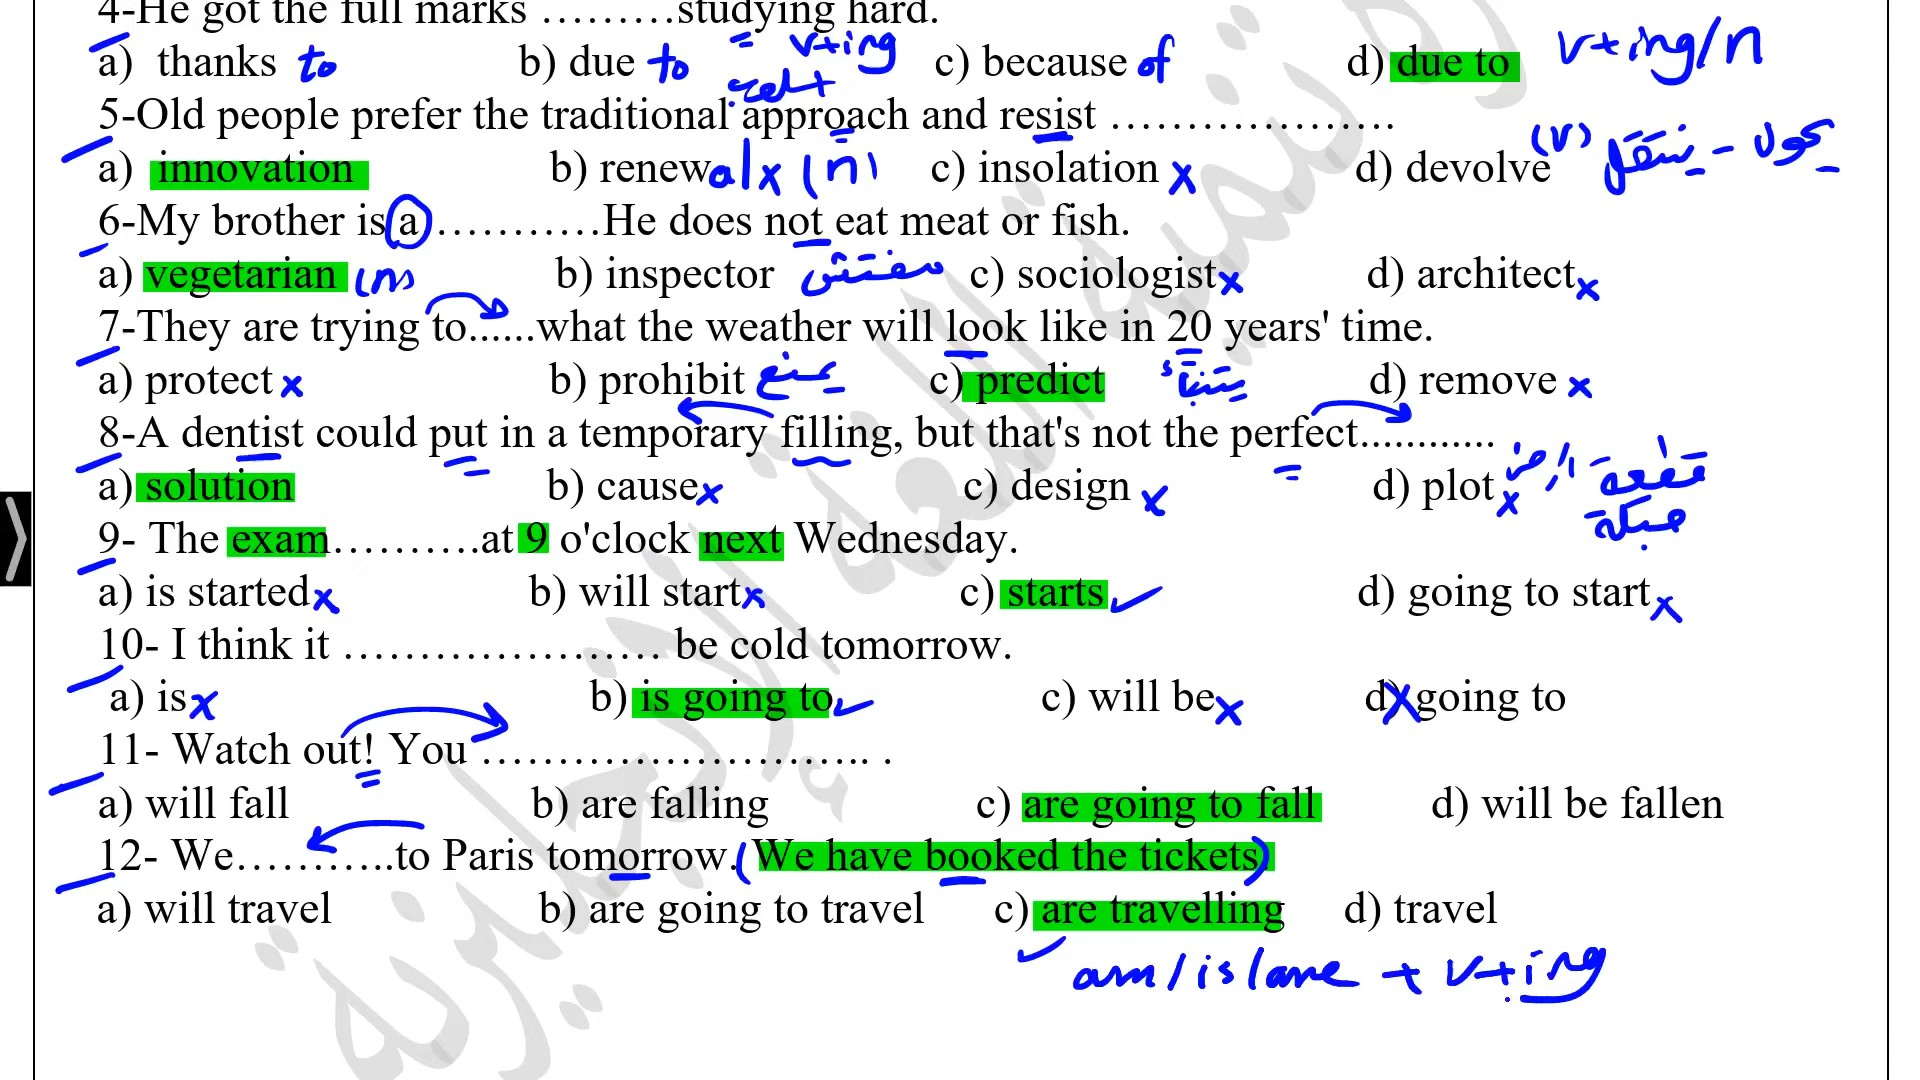 4-He got the full marks ………studying hard.
a) thanks to b) due to = v+ing c) because of d) due to v+ing/n
5-Old people prefer the traditional approach and resist ……………….
a) innovation b) renewal x (n) c) insolation x d) devolve (v) ينتقل - يحول
6-My brother is a …………He does not eat meat or fish.
a) vegetarian (n) b) inspector مفتش c) sociologist x d) architect x
7-They are trying to......what the weather will look like in 20 years' time.
a) protect x b) prohibit يمنع c) predict يتنبأ d) remove x
8-A dentist could put in a temporary filling, but that's not the perfect............
a) solution b) cause x c) design x d) plot x قطعة ارض
حبكة
9- The exam……….at 9 o'clock next Wednesday.
a) is started x b) will start x c) starts ✓ d) going to start x
10- I think it ………………… be cold tomorrow.
a) is x b) is going to ✓ c) will be x d) x going to
11- Watch out! You …………………….. .
a) will fall b) are falling c) are going to fall d) will be fallen
12- We………..to Paris tomorrow. (We have booked the tickets)
a) will travel b) are going to travel c) are travelling d) travel
✓ am/is/are + v+ing